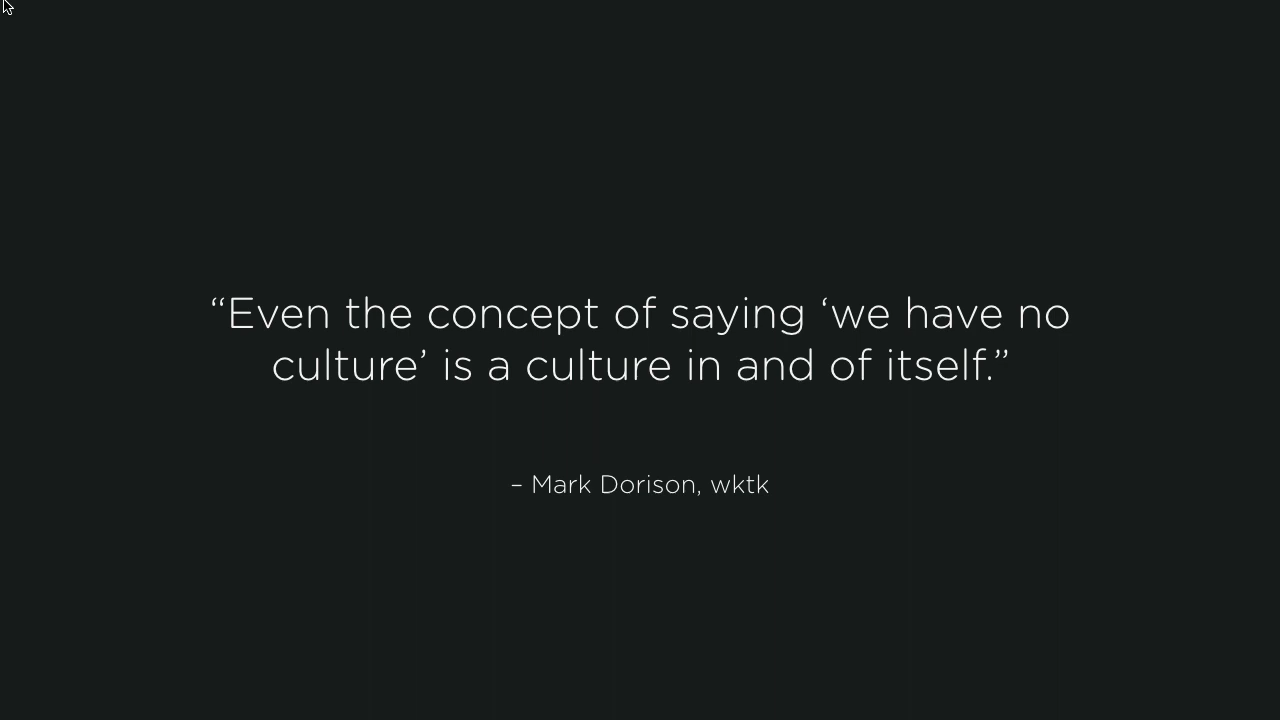 “Even the concept of saying ‘we have no
culture’ is a culture in and of itself.”
– Mark Dorison, wktk